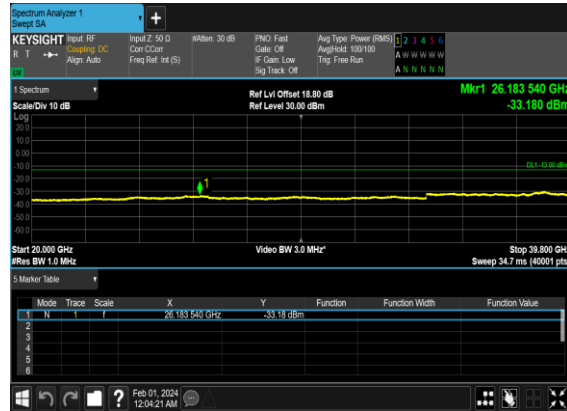 Spectrum Analyzer 1
Swept SA
+
KEYSIGHT Input: RF Input Z: 50 Ω #Atten: 30 dB PNO: Fast Avg Type: Power (RMS) 1 2 3 4 5 6
R T Coupling: DC Corr CCorr Gate: Off Avg|Hold: 100/100 A W W W W W
Align: Auto Freq Ref: Int (S) IF Gain: Low Trig: Free Run
Sig Track: Off A N N N N N
1 Spectrum Ref Lvl Offset 18.80 dB Mkr1 26.183 540 GHz
Scale/Div 10 dB Ref Level 30.00 dBm -33.180 dBm
Log
20.0
10.0
0.00
-10.0
DL1 -13.00 dBm
-20.0
1
-30.0
-40.0
-50.0
-60.0
Start 20.000 GHz Video BW 3.0 MHz* Stop 39.800 GHz
#Res BW 1.0 MHz Sweep 34.7 ms (40001 pts)
5 Marker Table
Mode Trace Scale X Y Function Function Width Function Value
1 N 1 f 26.183 540 GHz -33.18 dBm
2
3
4
5
6
? Feb 01, 2024
12:04:21 AM